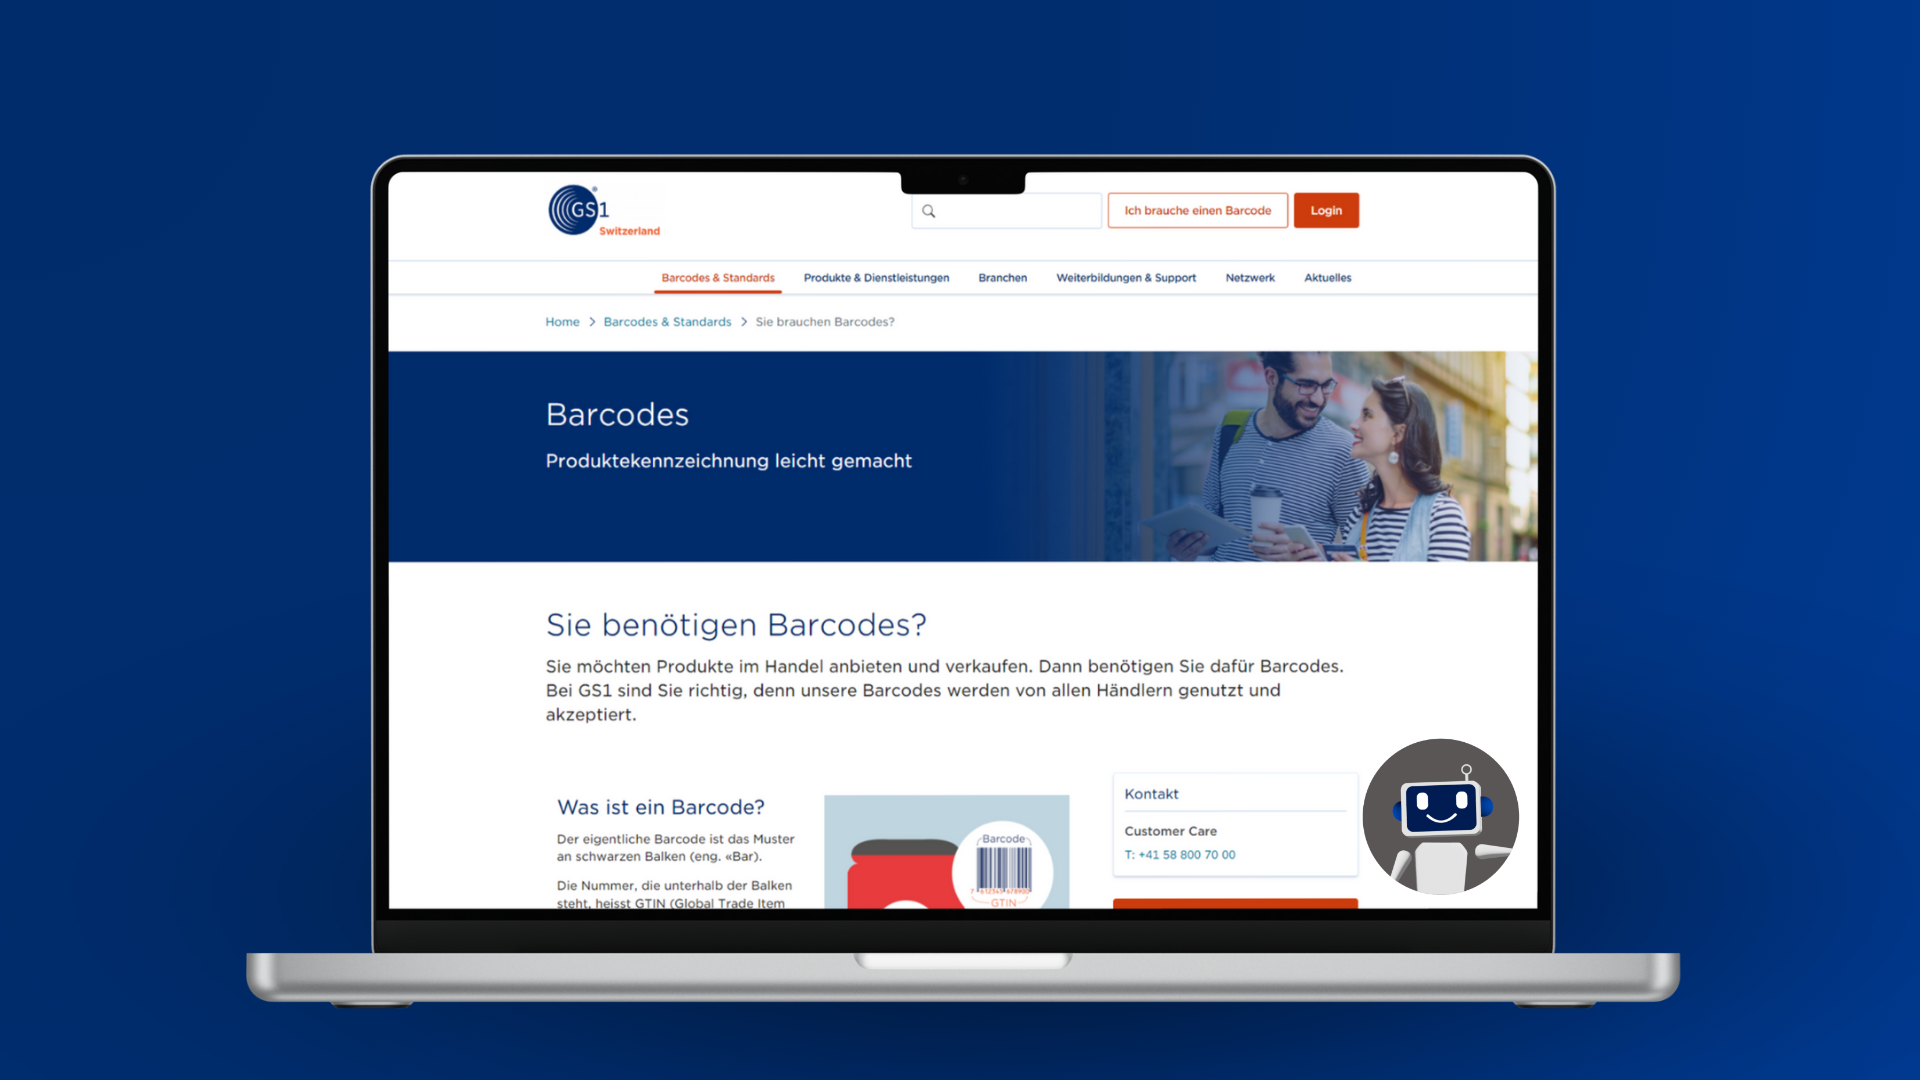 GS1
Switzerland
Ich brauche einen Barcode
Login
Barcodes & Standards
Produkte & Dienstleistungen
Branchen
Weiterbildungen & Support
Netzwerk
Aktuelles
Home > Barcodes & Standards > Sie brauchen Barcodes?
Barcodes
Produktekennzeichnung leicht gemacht
Sie benötigen Barcodes?
Sie möchten Produkte im Handel anbieten und verkaufen. Dann benötigen Sie dafür Barcodes.
Bei GS1 sind Sie richtig, denn unsere Barcodes werden von allen Händlern genutzt und
akzeptiert.
Was ist ein Barcode?
Der eigentliche Barcode ist das Muster
an schwarzen Balken (eng. «Bar).
Die Nummer, die unterhalb der Balken
steht, heisst GTIN (Global Trade Item
Barcode
7 612345 678900
GTIN
Kontakt
Customer Care
T: +41 58 800 70 00